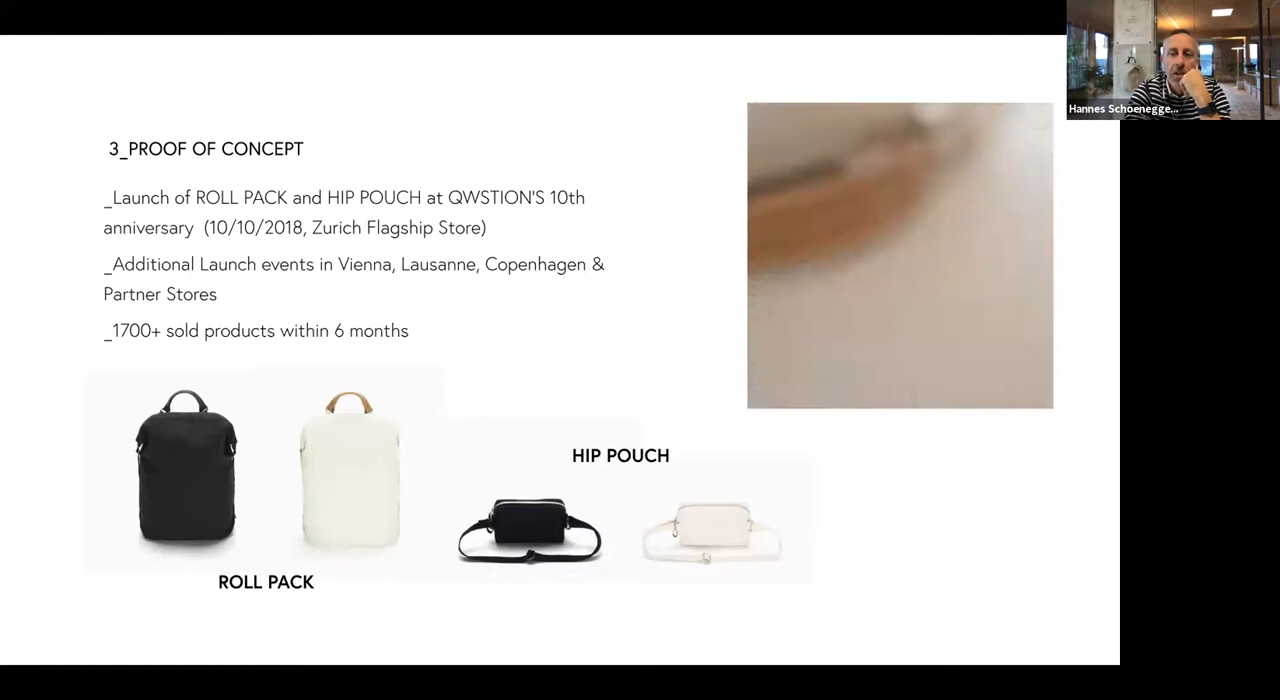 Hannes Schoenegge...
3_PROOF OF CONCEPT
_Launch of ROLL PACK and HIP POUCH at QWSTION'S 10th
anniversary (10/10/2018, Zurich Flagship Store)
_Additional Launch events in Vienna, Lausanne, Copenhagen &
Partner Stores
_1700+ sold products within 6 months
HIP POUCH
ROLL PACK